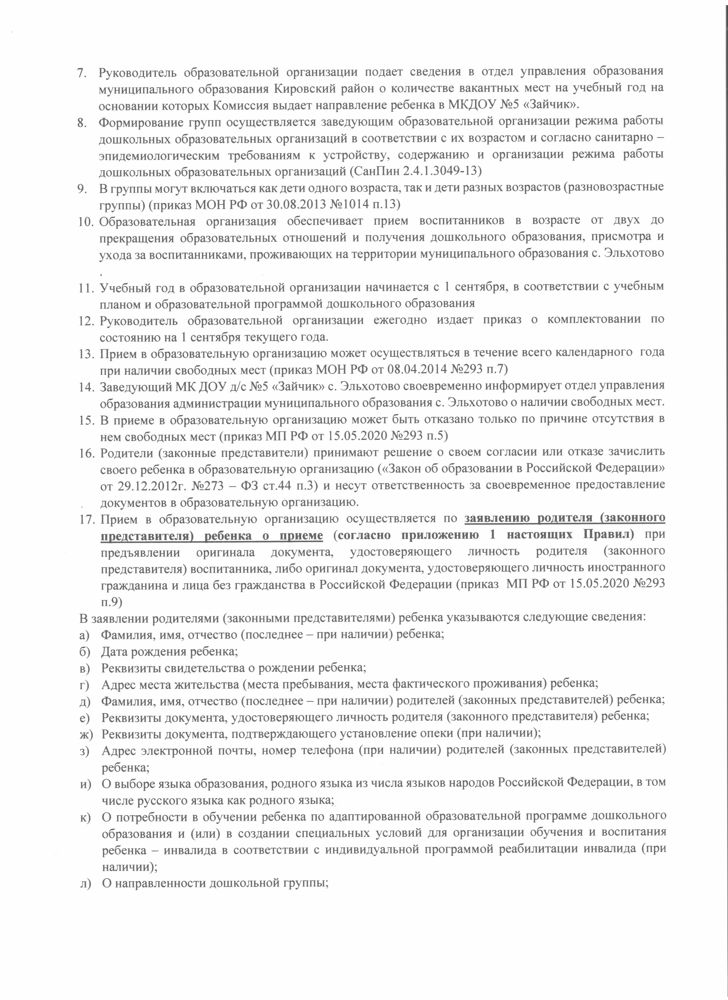 7. Руководитель образовательной организации подает сведения в отдел управления образования
муниципального образования Кировский район о количестве вакантных мест на учебный год на
основании которых Комиссия выдает направление ребенка в МКДОУ №5 «Зайчик».
8. Формирование групп осуществляется заведующим образовательной организации режима работы
дошкольных образовательных организаций в соответствии с их возрастом и согласно санитарно –
эпидемиологическим требованиям к устройству, содержанию и организации режима работы
дошкольных образовательных организаций (СанПин 2.4.1.3049-13)
9. В группы могут включаться как дети одного возраста, так и дети разных возрастов (разновозрастные
группы) (приказ МОН РФ от 30.08.2013 №1014 п.13)
10. Образовательная организация обеспечивает прием воспитанников в возрасте от двух до
прекращения образовательных отношений и получения дошкольного образования, присмотра и
ухода за воспитанниками, проживающих на территории муниципального образования с. Эльхотово
.
11. Учебный год в образовательной организации начинается с 1 сентября, в соответствии с учебным
планом и образовательной программой дошкольного образования
12. Руководитель образовательной организации ежегодно издает приказ о комплектовании по
состоянию на 1 сентября текущего года.
13. Прием в образовательную организацию может осуществляться в течение всего календарного года
при наличии свободных мест (приказ МОН РФ от 08.04.2014 №293 п.7)
14. Заведующий МК ДОУ д/с №5 «Зайчик» с. Эльхотово своевременно информирует отдел управления
образования администрации муниципального образования с. Эльхотово о наличии свободных мест.
15. В приеме в образовательную организацию может быть отказано только по причине отсутствия в
нем свободных мест (приказ МП РФ от 15.05.2020 №293 п.5)
16. Родители (законные представители) принимают решение о своем согласии или отказе зачислить
своего ребенка в образовательную организацию («Закон об образовании в Российской Федерации»
от 29.12.2012г. №273 – ФЗ ст.44 п.3) и несут ответственность за своевременное предоставление
документов в образовательную организацию.
17. Прием в образовательную организацию осуществляется по заявлению родителя (законного
представителя) ребенка о приеме (согласно приложению 1 настоящих Правил) при
предъявлении оригинала документа, удостоверяющего личность родителя (законного
представителя) воспитанника, либо оригинал документа, удостоверяющего личность иностранного
гражданина и лица без гражданства в Российской Федерации (приказ МП РФ от 15.05.2020 №293
п.9)
В заявлении родителями (законными представителями) ребенка указываются следующие сведения:
а) Фамилия, имя, отчество (последнее – при наличии) ребенка;
б) Дата рождения ребенка;
в) Реквизиты свидетельства о рождении ребенка;
г) Адрес места жительства (места пребывания, места фактического проживания) ребенка;
д) Фамилия, имя, отчество (последнее – при наличии) родителей (законных представителей) ребенка;
е) Реквизиты документа, удостоверяющего личность родителя (законного представителя) ребенка;
ж) Реквизиты документа, подтверждающего установление опеки (при наличии);
з) Адрес электронной почты, номер телефона (при наличии) родителей (законных представителей)
ребенка;
и) О выборе языка образования, родного языка из числа языков народов Российской Федерации, в том
числе русского языка как родного языка;
к) О потребности в обучении ребенка по адаптированной образовательной программе дошкольного
образования и (или) в создании специальных условий для организации обучения и воспитания
ребенка – инвалида в соответствии с индивидуальной программой реабилитации инвалида (при
наличии);
л) О направленности дошкольной группы;